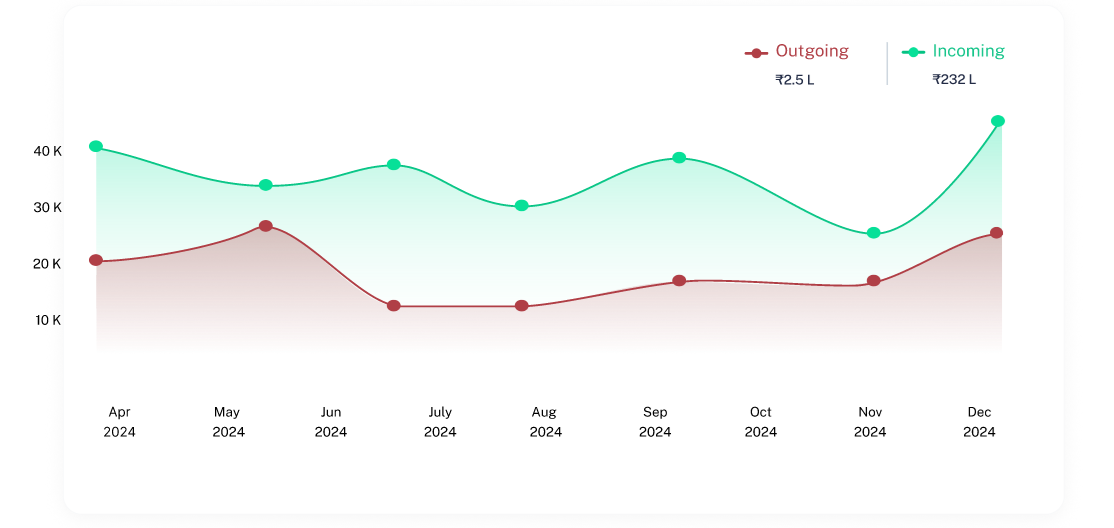 Outgoing
₹2.5 L
Incoming
₹232 L
40 K
30 K
20 K
10 K
Apr 2024
May 2024
Jun 2024
July 2024
Aug 2024
Sep 2024
Oct 2024
Nov 2024
Dec 2024